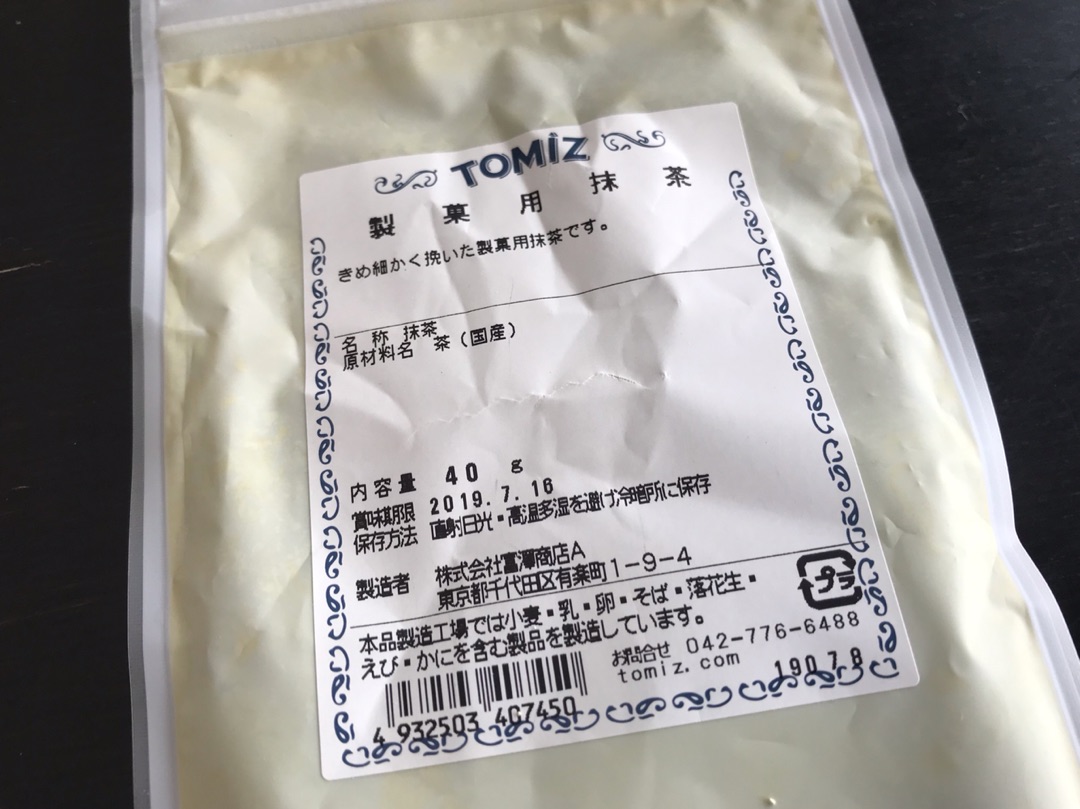 TOMIZ
製菓用抹茶
きめ細かく挽いた製菓用抹茶です。
名 称 抹茶
原材料名 茶(国産)
内容量 40 g
賞味期限 2019.7.16
保存方法 直射日光・高温多湿を避け冷暗所に保存
製造者 株式会社富澤商店A
東京都千代田区有楽町1-9-4
プラ
本品製造工場では小麦・乳・卵・そば・落花生・
えび・かにを含む製品を製造しています。
お問合せ 042-776-6488
tomiz.com
190708
4 932503 407450